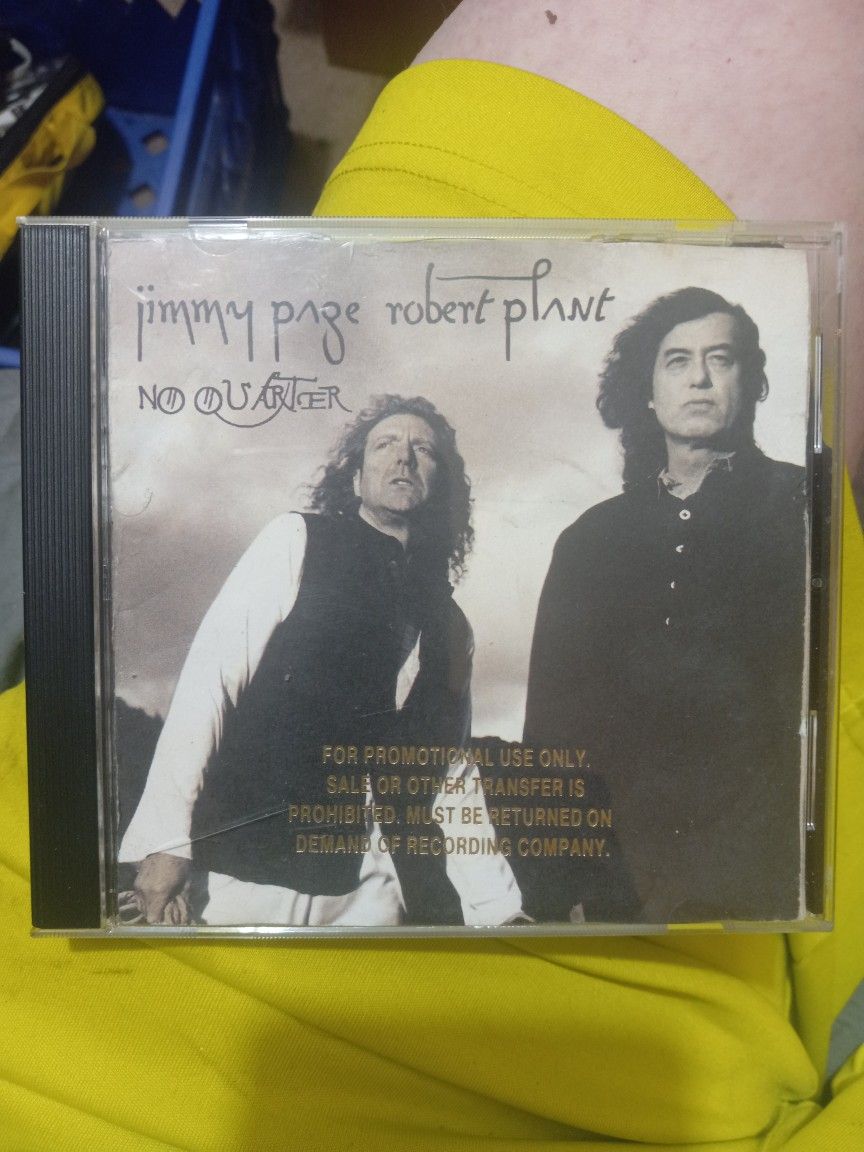 jimmy page robert plant
NO QUARTER
FOR PROMOTIONAL USE ONLY.
SALE OR OTHER TRANSFER IS
PROHIBITED. MUST BE RETURNED ON
DEMAND OF RECORDING COMPANY.